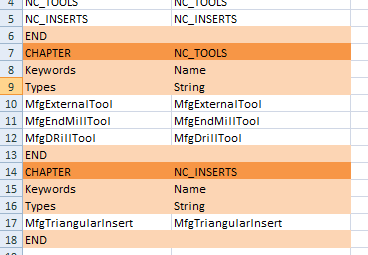 4 NC_TOOLS NC_TOOLS
5 NC_INSERTS NC_INSERTS
6 END
7 CHAPTER NC_TOOLS
8 Keywords Name
9 Types String
10 MfgExternalTool MfgExternalTool
11 MfgEndMillTool MfgEndMillTool
12 MfgDRillTool MfgDrillTool
13 END
14 CHAPTER NC_INSERTS
15 Keywords Name
16 Types String
17 MfgTriangularInsert MfgTriangularInsert
18 END